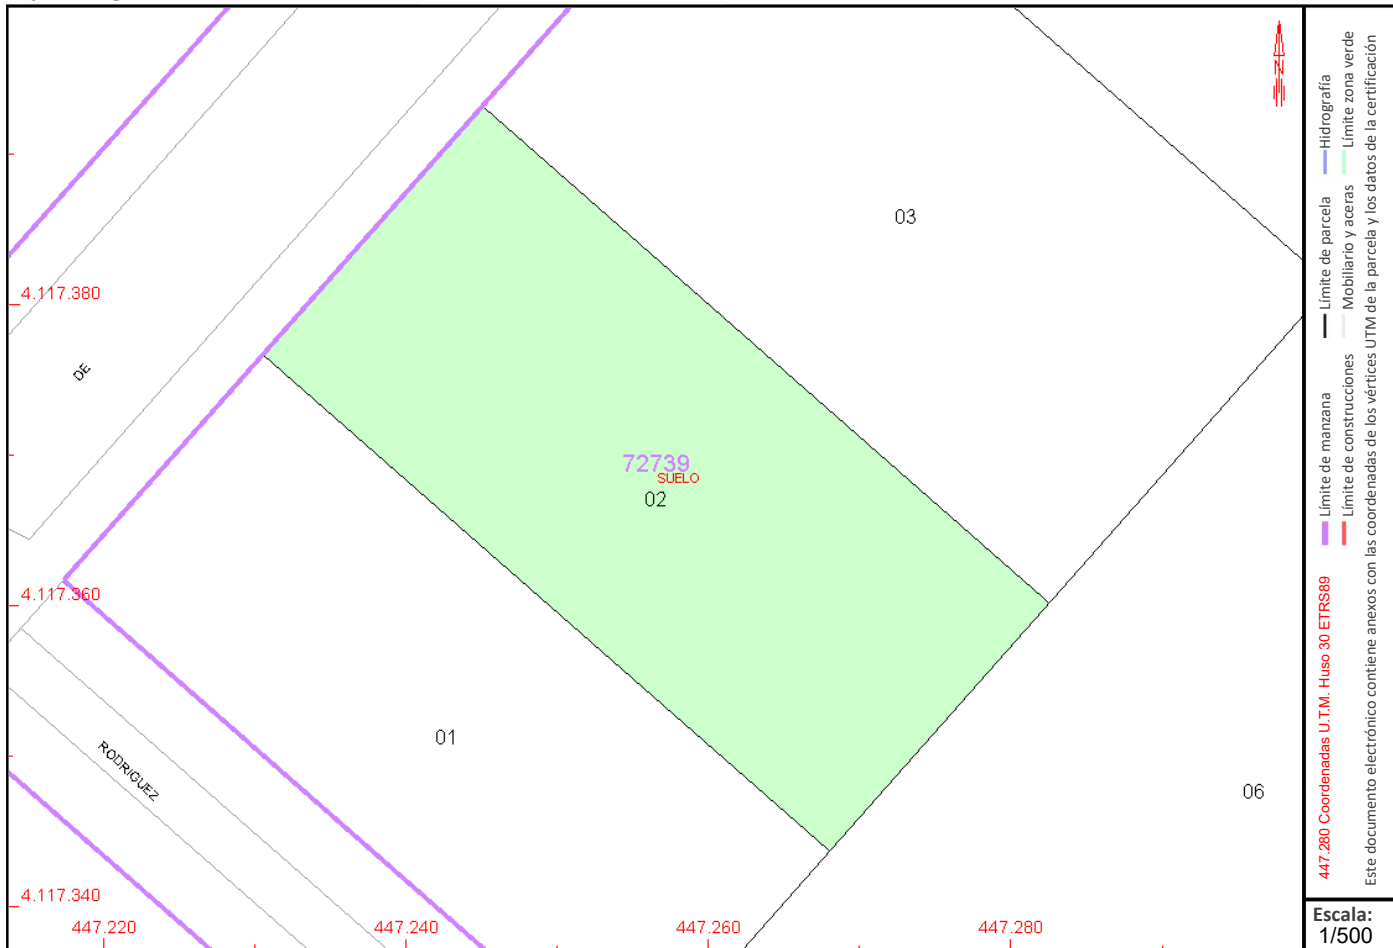 03
4.117.380
DE
72739
SUELO
02
4.117.360
01
RODRIGUEZ
06
4.117.340
447.220
447.240
447.260
447.280
N
447.280 Coordenadas U.T.M. Huso 30 ETRS89
Límite de manzana
Límite de parcela
Hidrografía
Límite de construcciones
Mobiliario y aceras
Límite zona verde
Este documento electrónico contiene anexos con las coordenadas de los vértices UTM de la parcela y los datos de la certificación
Escala:
1/500